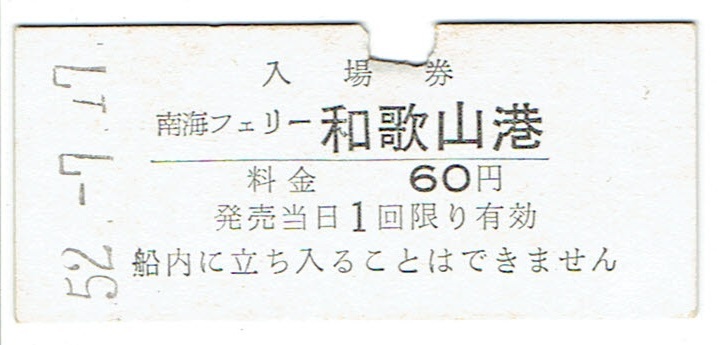 入場券
南海フェリー和歌山港
料金 60円
発売当日1回限り有効
船内に立ち入ることはできません
52.-7.17